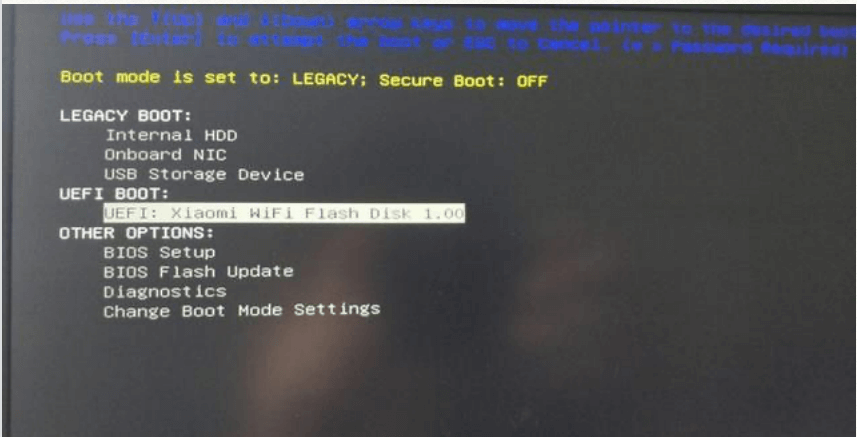 Use the ↑(Up) and ↓(Down) arrow keys to move the pointer to the desired boot
Press [Enter] to attempt the boot or ESC to Cancel. (* = Password Required)
Boot mode is set to: LEGACY; Secure Boot: OFF
LEGACY BOOT:
Internal HDD
Onboard NIC
USB Storage Device
UEFI BOOT:
UEFI: Xiaomi WiFi Flash Disk 1.00
OTHER OPTIONS:
BIOS Setup
BIOS Flash Update
Diagnostics
Change Boot Mode Settings